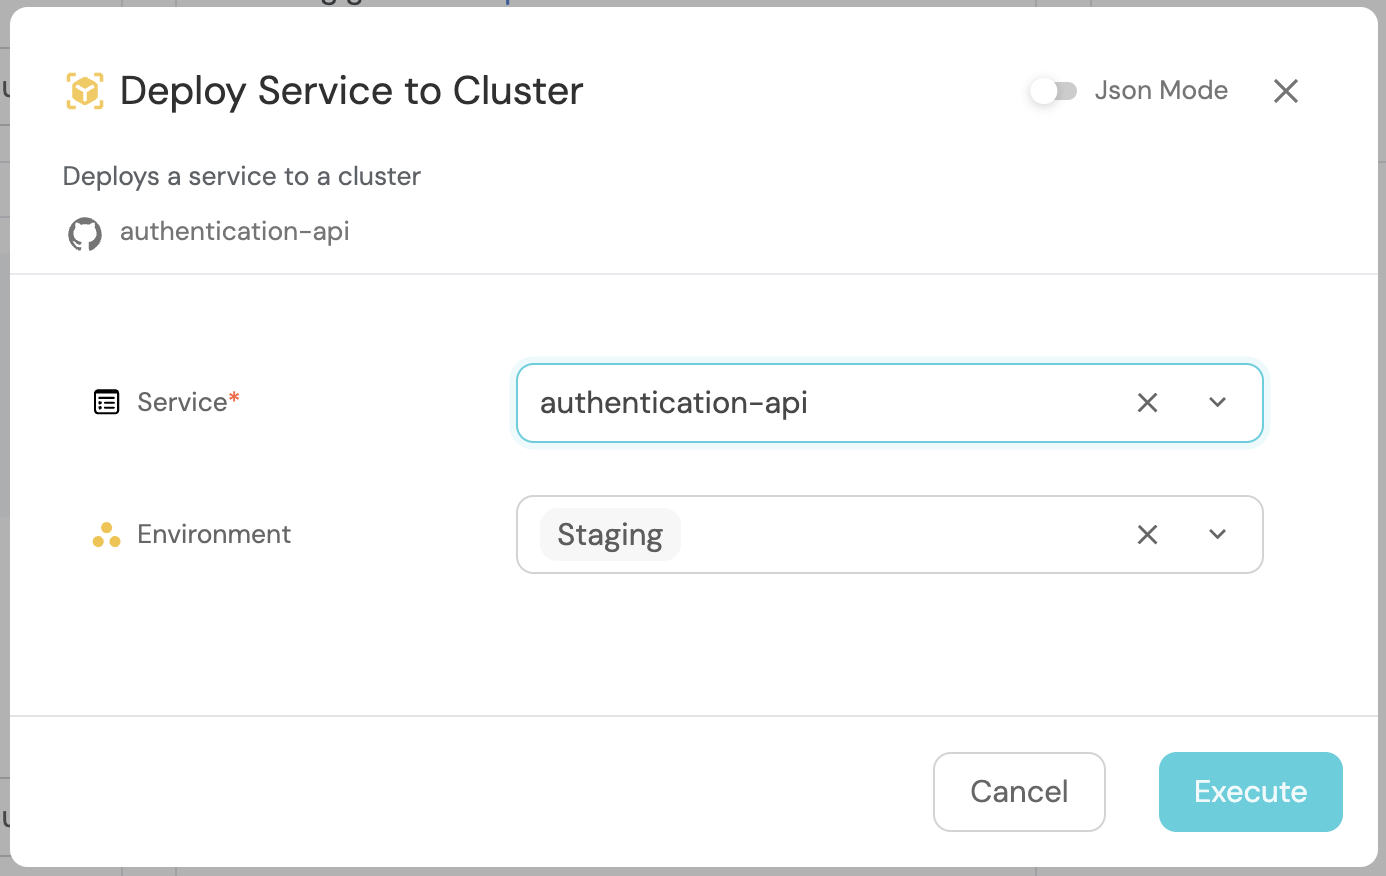 Deploy Service to Cluster
Json Mode
Deploys a service to a cluster
authentication-api
Service*
authentication-api
Environment
Staging
Cancel
Execute